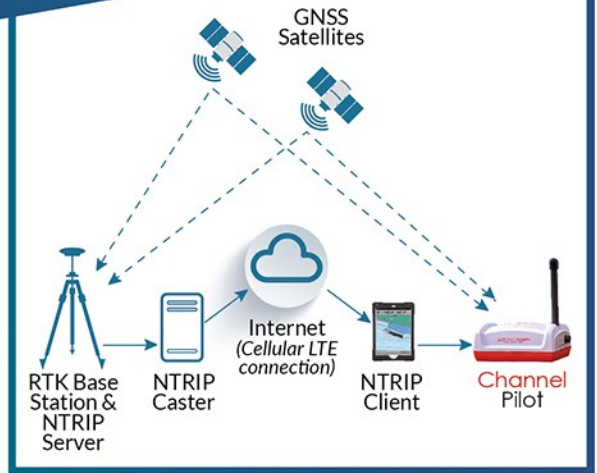 GNSS
Satellites
Internet
(Cellular LTE
connection)
RTK Base
Station &
NTRIP
Server
NTRIP
Caster
NTRIP
Client
Channel
Pilot